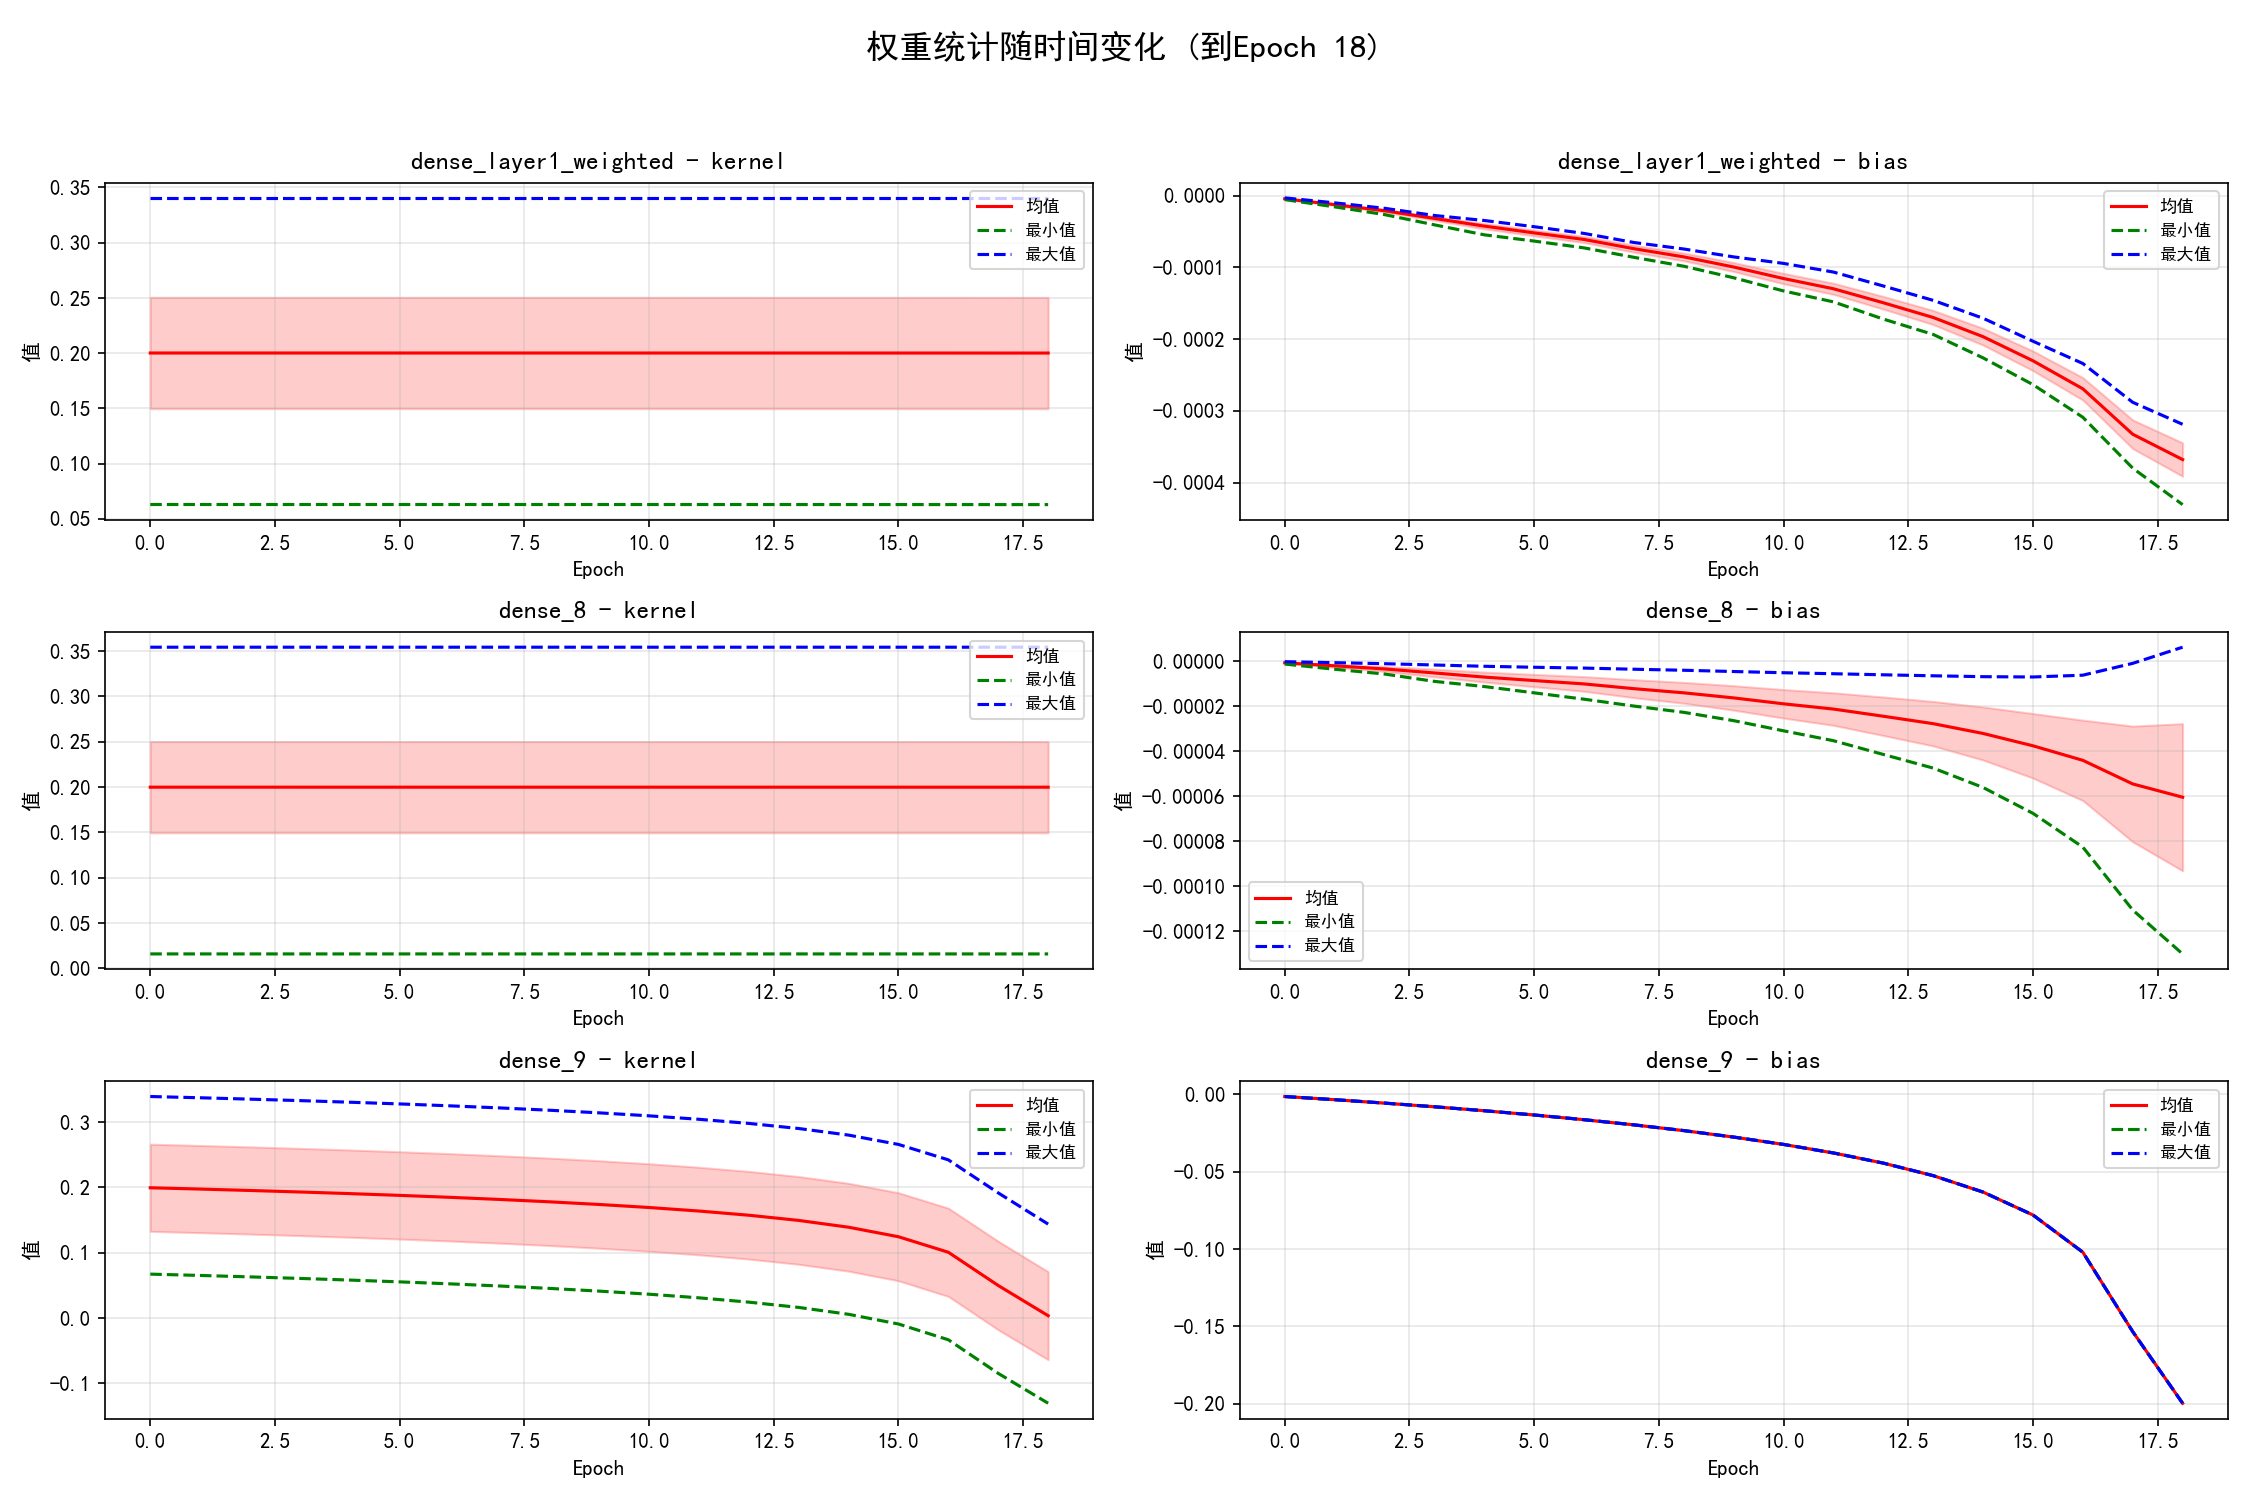 权重统计随时间变化 (到Epoch 18)
dense_layer1_weighted - kernel
0.35
0.30
0.25
0.20
0.15
0.10
0.05
值
均值
最小值
最大值
0.0 2.5 5.0 7.5 10.0 12.5 15.0 17.5
Epoch
dense_layer1_weighted - bias
0.0000
-0.0001
-0.0002
-0.0003
-0.0004
值
均值
最小值
最大值
0.0 2.5 5.0 7.5 10.0 12.5 15.0 17.5
Epoch
dense_8 - kernel
0.35
0.30
0.25
0.20
0.15
0.10
0.05
0.00
值
均值
最小值
最大值
0.0 2.5 5.0 7.5 10.0 12.5 15.0 17.5
Epoch
dense_8 - bias
0.00000
-0.00002
-0.00004
-0.00006
-0.00008
-0.00010
-0.00012
值
均值
最小值
最大值
0.0 2.5 5.0 7.5 10.0 12.5 15.0 17.5
Epoch
dense_9 - kernel
0.3
0.2
0.1
0.0
-0.1
值
均值
最小值
最大值
0.0 2.5 5.0 7.5 10.0 12.5 15.0 17.5
Epoch
dense_9 - bias
0.00
-0.05
-0.10
-0.15
-0.20
值
均值
最小值
最大值
0.0 2.5 5.0 7.5 10.0 12.5 15.0 17.5
Epoch